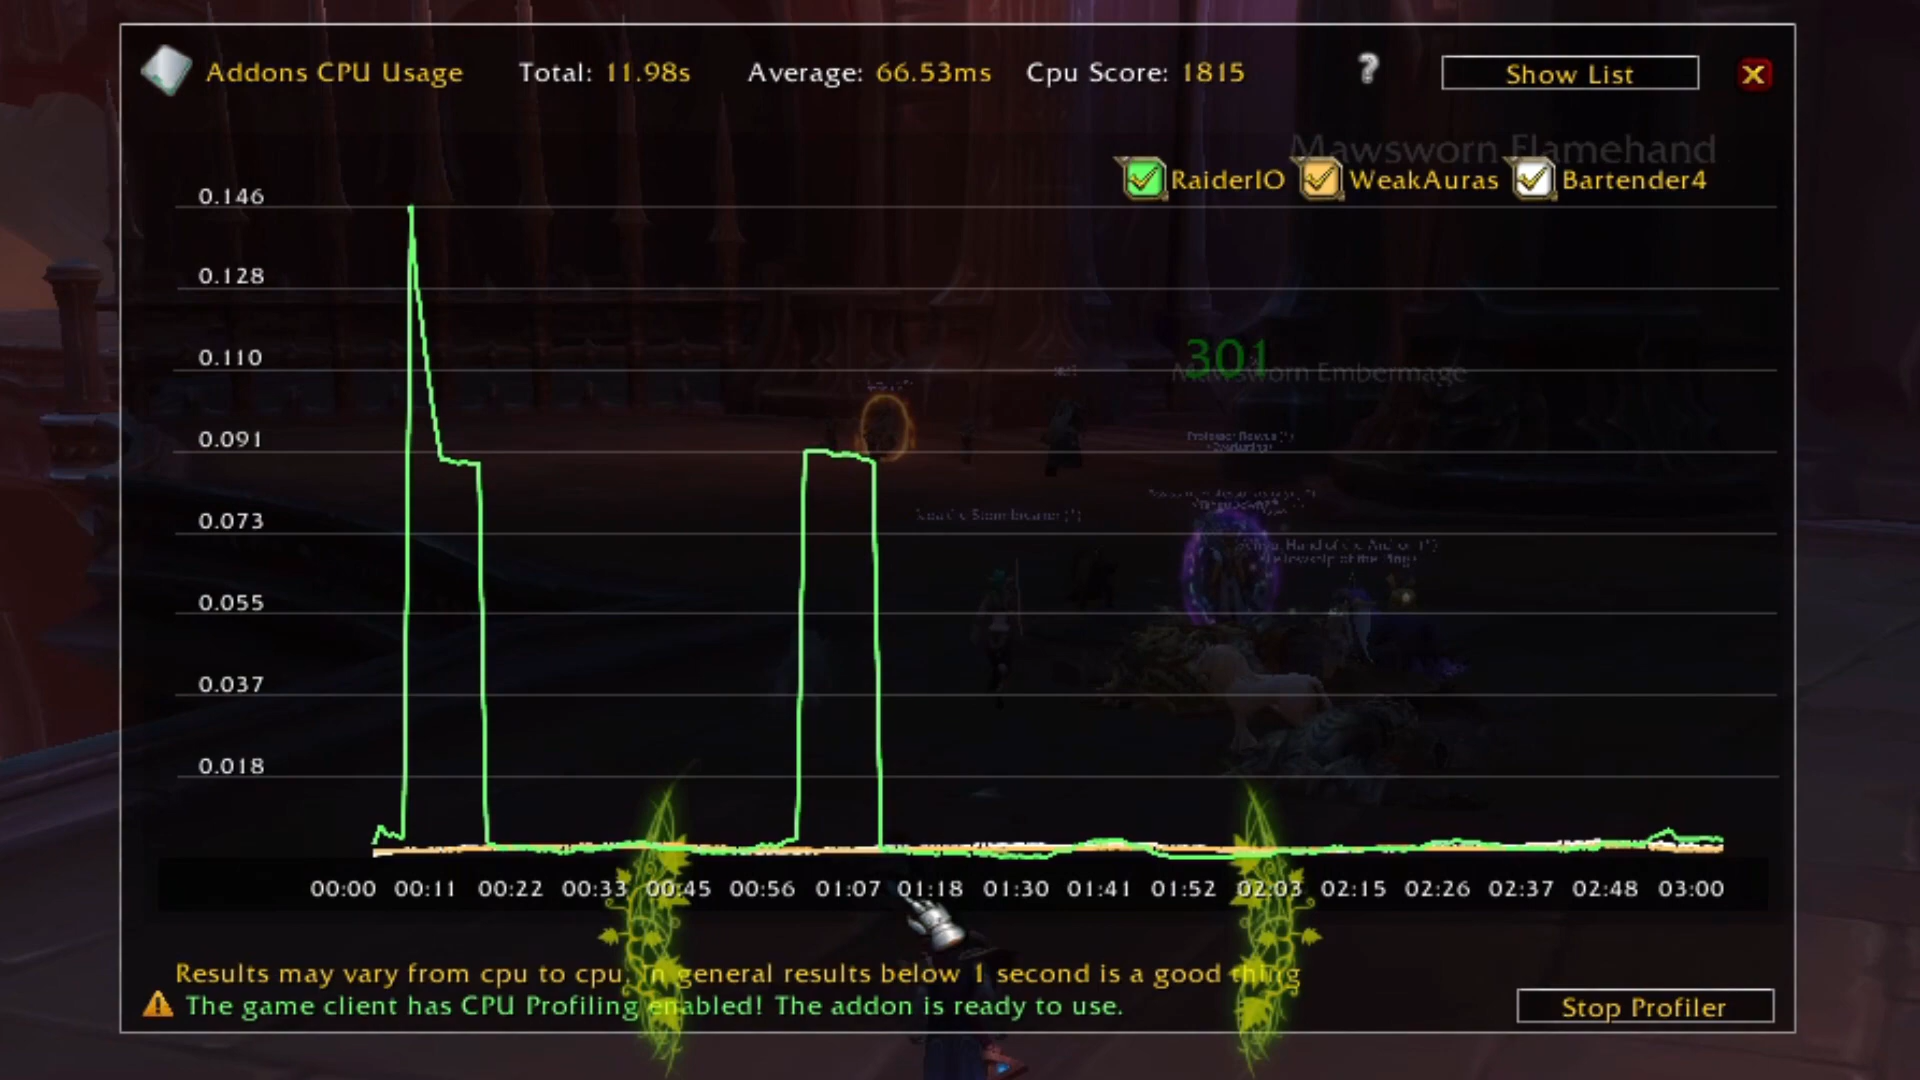 Addons CPU Usage Total: 11.98s Average: 66.53ms Cpu Score: 1815 ? Show List X
Mawsworn Flamehand
RaiderIO WeakAuras Bartender4
0.146
0.128
0.110
0.091
0.073
0.055
0.037
0.018
301
Mawsworn Embermage
00:00 00:11 00:22 00:33 00:45 00:56 01:07 01:18 01:30 01:41 01:52 02:03 02:15 02:26 02:37 02:48 03:00
Results may vary from cpu to cpu. In general results below 1 second is a good thing
The game client has CPU Profiling enabled! The addon is ready to use.
Stop Profiler